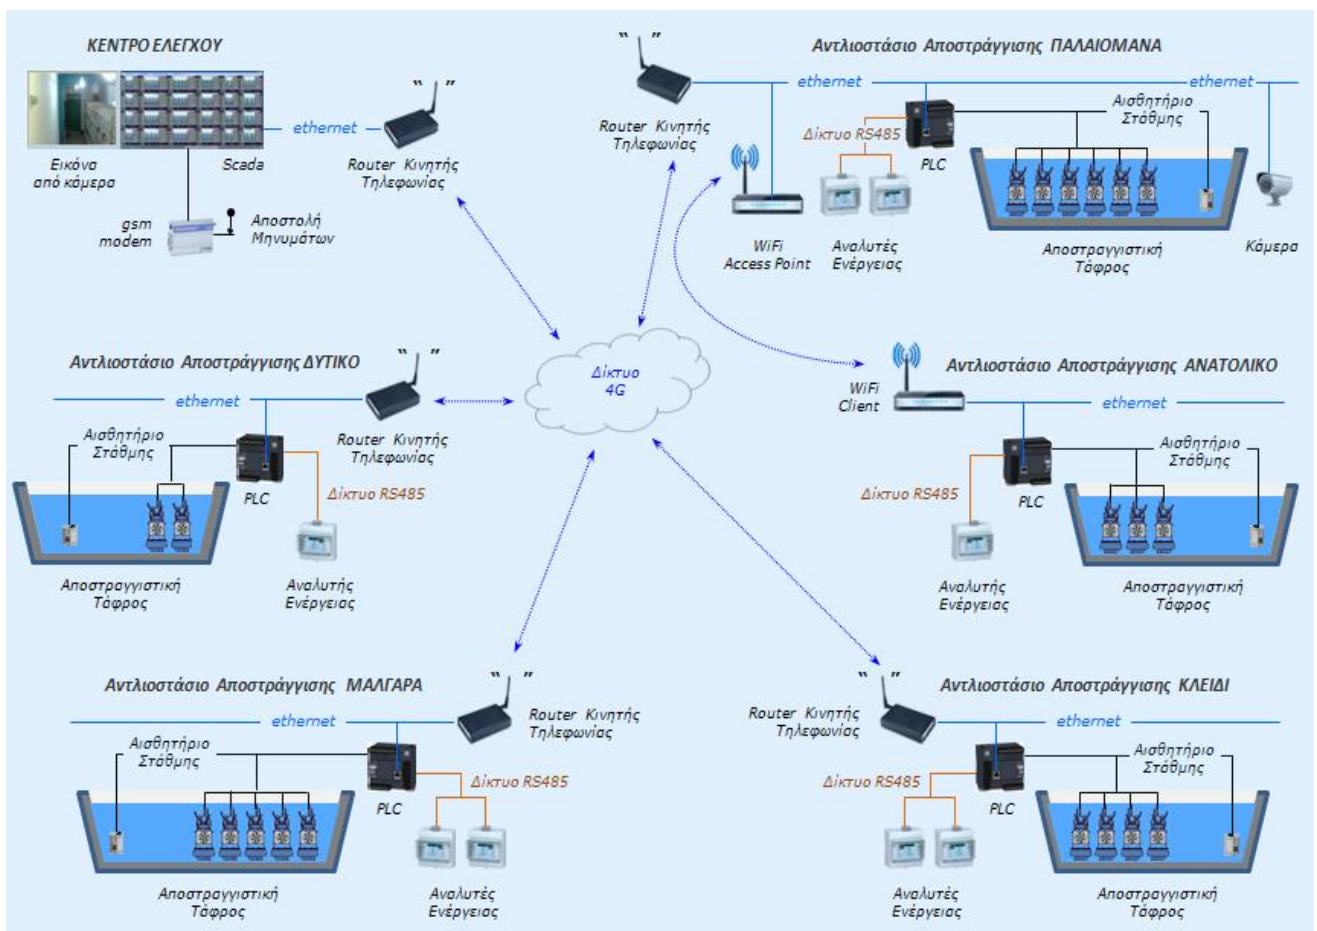 ΚΕΝΤΡΟ ΕΛΕΓΧΟΥ
ethernet
Εικόνα
από κάμερα
Scada
Router Κινητής
Τηλεφωνίας
gsm
modem
Αποστολή
Μηνυμάτων
Αντλιοστάσιο Αποστράγγισης ΠΑΛΑΙΟΜΑΝΑ
ethernet
ethernet
Router Κινητής
Τηλεφωνίας
Δίκτυο RS485
PLC
Αισθητήριο
Στάθμης
WiFi
Access Point
Αναλυτές
Ενέργειας
Αποστραγγιστική
Τάφρος
Κάμερα
Αντλιοστάσιο Αποστράγγισης ΔΥΤΙΚΟ
ethernet
Router Κινητής
Τηλεφωνίας
Αισθητήριο
Στάθμης
PLC
Δίκτυο RS485
Αποστραγγιστική
Τάφρος
Αναλυτής
Ενέργειας
Δίκτυο
4G
Αντλιοστάσιο Αποστράγγισης ΑΝΑΤΟΛΙΚΟ
WiFi
Client
ethernet
Αισθητήριο
Στάθμης
Δίκτυο RS485
PLC
Αναλυτής
Ενέργειας
Αποστραγγιστική
Τάφρος
Αντλιοστάσιο Αποστράγγισης ΜΑΛΓΑΡΑ
ethernet
Router Κινητής
Τηλεφωνίας
Αισθητήριο
Στάθμης
PLC
Δίκτυο RS485
Αποστραγγιστική
Τάφρος
Αναλυτές
Ενέργειας
Αντλιοστάσιο Αποστράγγισης ΚΛΕΙΔΙ
Router Κινητής
Τηλεφωνίας
ethernet
Αισθητήριο
Στάθμης
Δίκτυο RS485
PLC
Αναλυτές
Ενέργειας
Αποστραγγιστική
Τάφρος